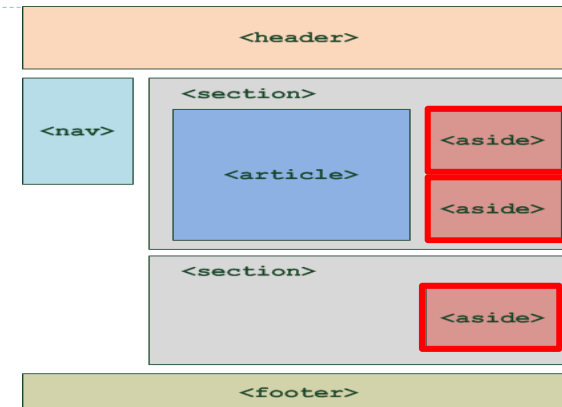 <header>
<nav>
<section>
<article>
<aside>
<aside>
<section>
<aside>
<footer>